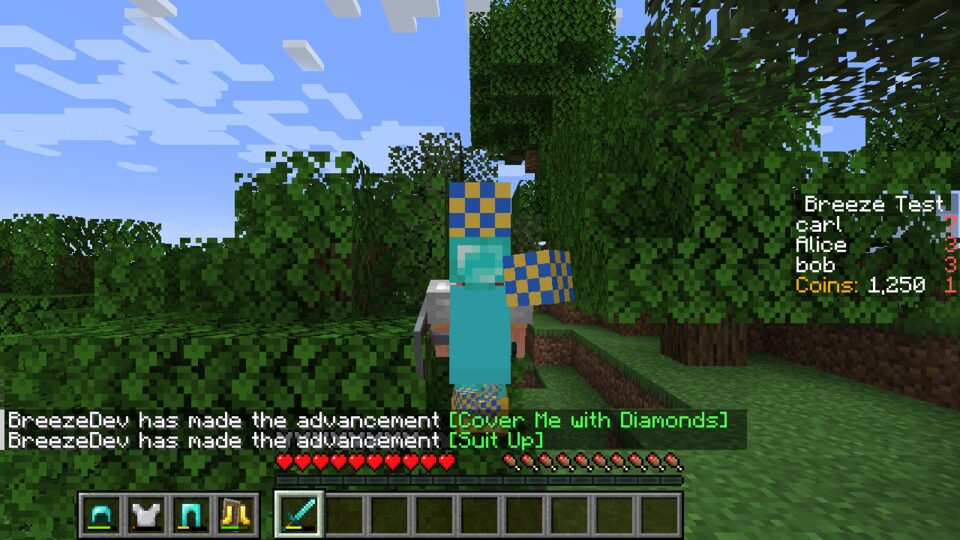 Breeze Test
carl 7
Alice 3
bob 3
Coins: 1,250 1
BreezeDev has made the advancement [Cover Me with Diamonds]
BreezeDev has made the advancement [Suit Up]